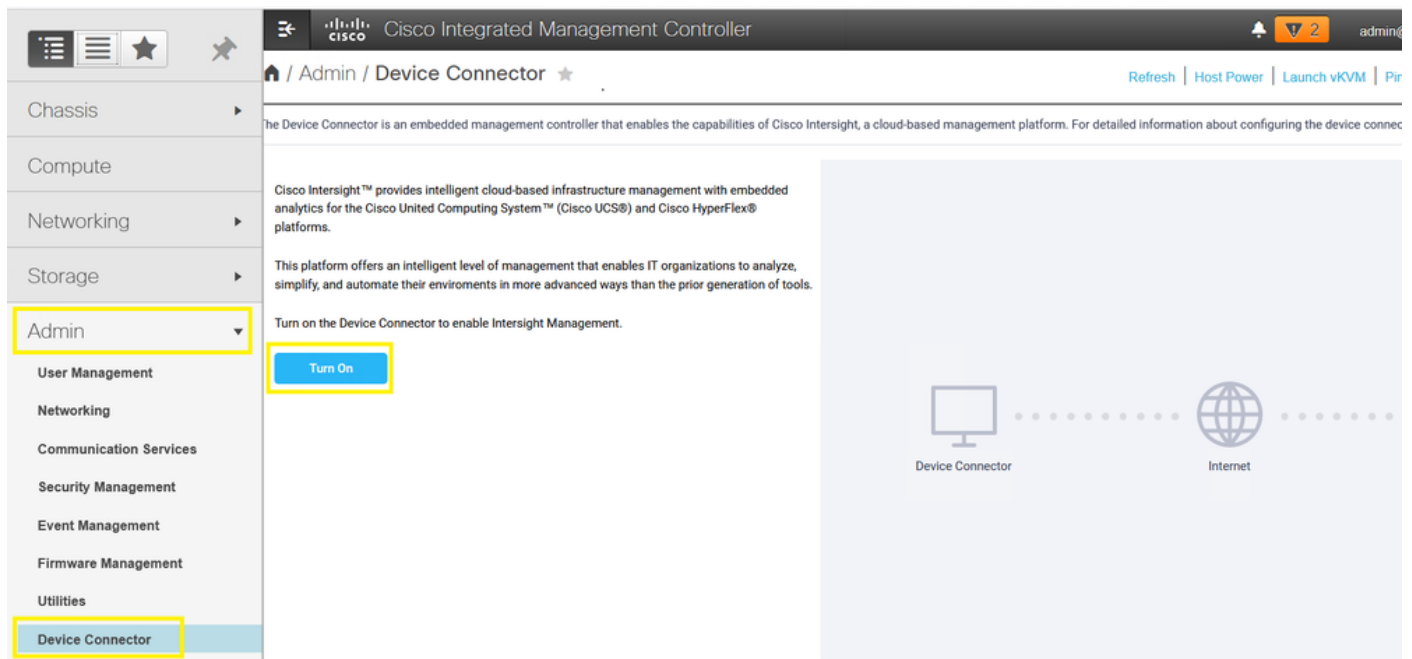 cisco
Cisco Integrated Management Controller
2
admin@
/ Admin / Device Connector
Refresh | Host Power | Launch vKVM |
Chassis
Compute
Networking
Storage
Admin
User Management
Networking
Communication Services
Security Management
Event Management
Firmware Management
Utilities
Device Connector
he Device Connector is an embedded management controller that enables the capabilities of Cisco Intersight, a cloud-based management platform. For detailed information about configuring the device connec
Cisco Intersight™ provides intelligent cloud-based infrastructure management with embedded
analytics for the Cisco United Computing System™ (Cisco UCS®) and Cisco HyperFlex®
platforms.
This platform offers an intelligent level of management that enables IT organizations to analyze,
simplify, and automate their enviroments in more advanced ways than the prior generation of tools.
Turn on the Device Connector to enable Intersight Management.
Turn On
Device Connector
Internet